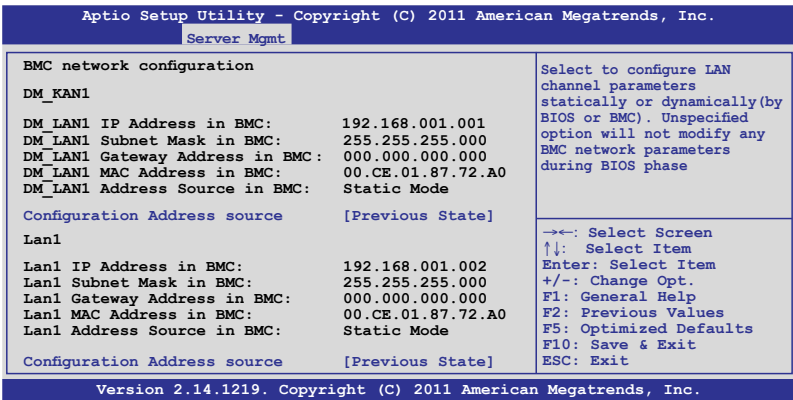 Aptio Setup Utility - Copyright (C) 2011 American Megatrends, Inc.
Server Mgmt
BMC network configuration
DM_KAN1
DM_LAN1 IP Address in BMC: 192.168.001.001
DM_LAN1 Subnet Mask in BMC: 255.255.255.000
DM_LAN1 Gateway Address in BMC: 000.000.000.000
DM_LAN1 MAC Address in BMC: 00.CE.01.87.72.A0
DM_LAN1 Address Source in BMC: Static Mode
Configuration Address source [Previous State]
Lan1
Lan1 IP Address in BMC: 192.168.001.002
Lan1 Subnet Mask in BMC: 255.255.255.000
Lan1 Gateway Address in BMC: 000.000.000.000
Lan1 MAC Address in BMC: 00.CE.01.87.72.A0
Lan1 Address Source in BMC: Static Mode
Configuration Address source [Previous State]
Select to configure LAN
channel parameters
statically or dynamically(by
BIOS or BMC). Unspecified
option will not modify any
BMC network parameters
during BIOS phase
→←: Select Screen
↑↓: Select Item
Enter: Select Item
+/-: Change Opt.
F1: General Help
F2: Previous Values
F5: Optimized Defaults
F10: Save & Exit
ESC: Exit
Version 2.14.1219. Copyright (C) 2011 American Megatrends, Inc.